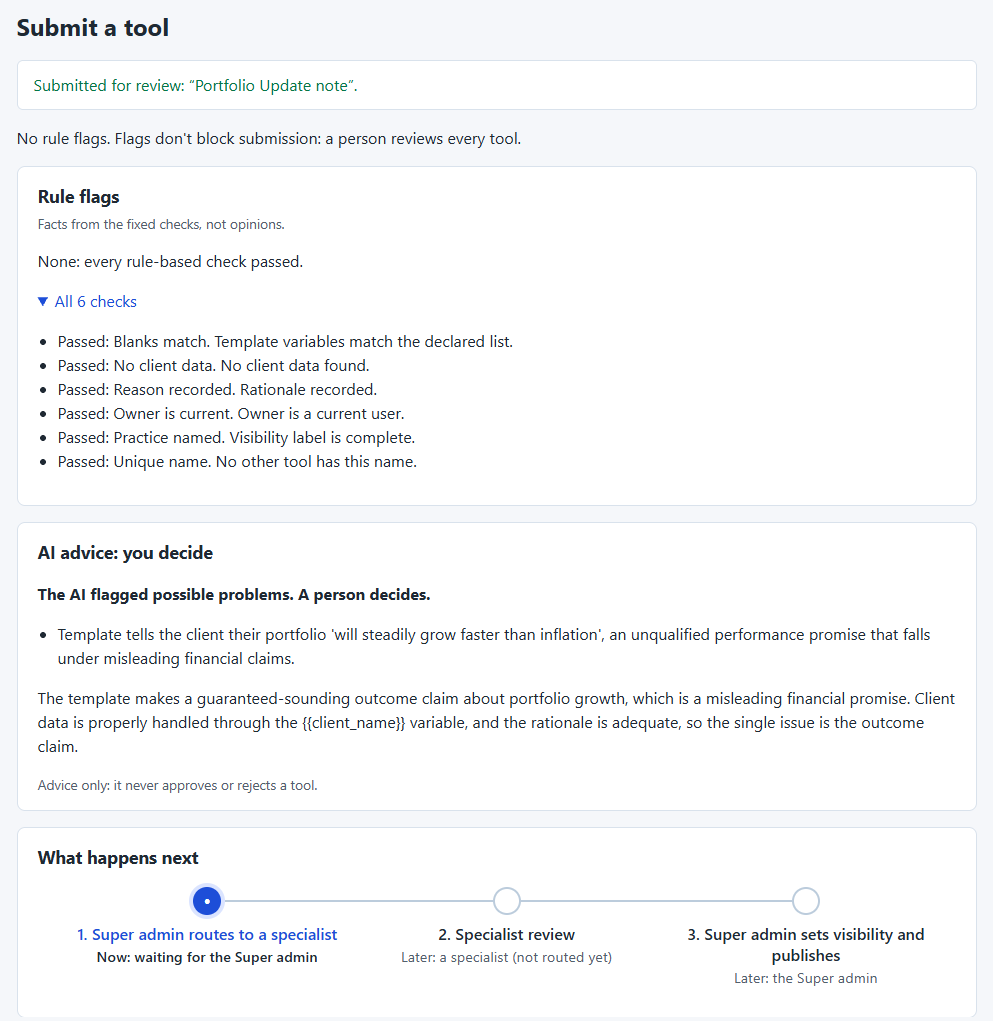 Submit a tool
Submitted for review: “Portfolio Update note”.
No rule flags. Flags don't block submission: a person reviews every tool.
Rule flags
Facts from the fixed checks, not opinions.
None: every rule-based check passed.
▼ All 6 checks
• Passed: Blanks match. Template variables match the declared list.
• Passed: No client data. No client data found.
• Passed: Reason recorded. Rationale recorded.
• Passed: Owner is current. Owner is a current user.
• Passed: Practice named. Visibility label is complete.
• Passed: Unique name. No other tool has this name.
AI advice: you decide
The AI flagged possible problems. A person decides.
• Template tells the client their portfolio 'will steadily grow faster than inflation', an unqualified performance promise that falls
under misleading financial claims.
The template makes a guaranteed-sounding outcome claim about portfolio growth, which is a misleading financial promise. Client
data is properly handled through the {{client_name}} variable, and the rationale is adequate, so the single issue is the outcome
claim.
Advice only: it never approves or rejects a tool.
What happens next
1. Super admin routes to a specialist
Now: waiting for the Super admin
2. Specialist review
Later: a specialist (not routed yet)
3. Super admin sets visibility and
publishes
Later: the Super admin